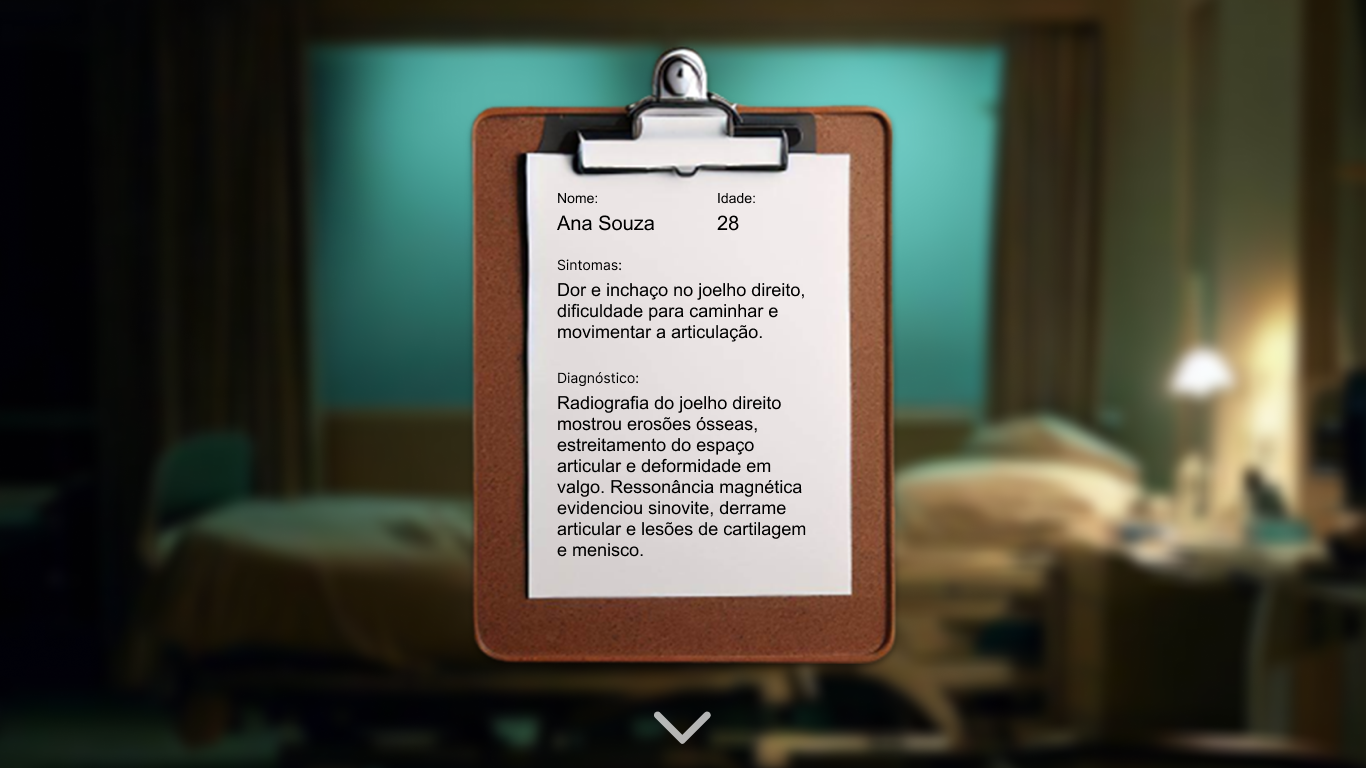 Nome: Idade:
Ana Souza 28
Sintomas:
Dor e inchaço no joelho direito,
dificuldade para caminhar e
movimentar a articulação.
Diagnóstico:
Radiografia do joelho direito
mostrou erosões ósseas,
estreitamento do espaço
articular e deformidade em
valgo. Ressonância magnética
evidenciou sinovite, derrame
articular e lesões de cartilagem
e menisco.